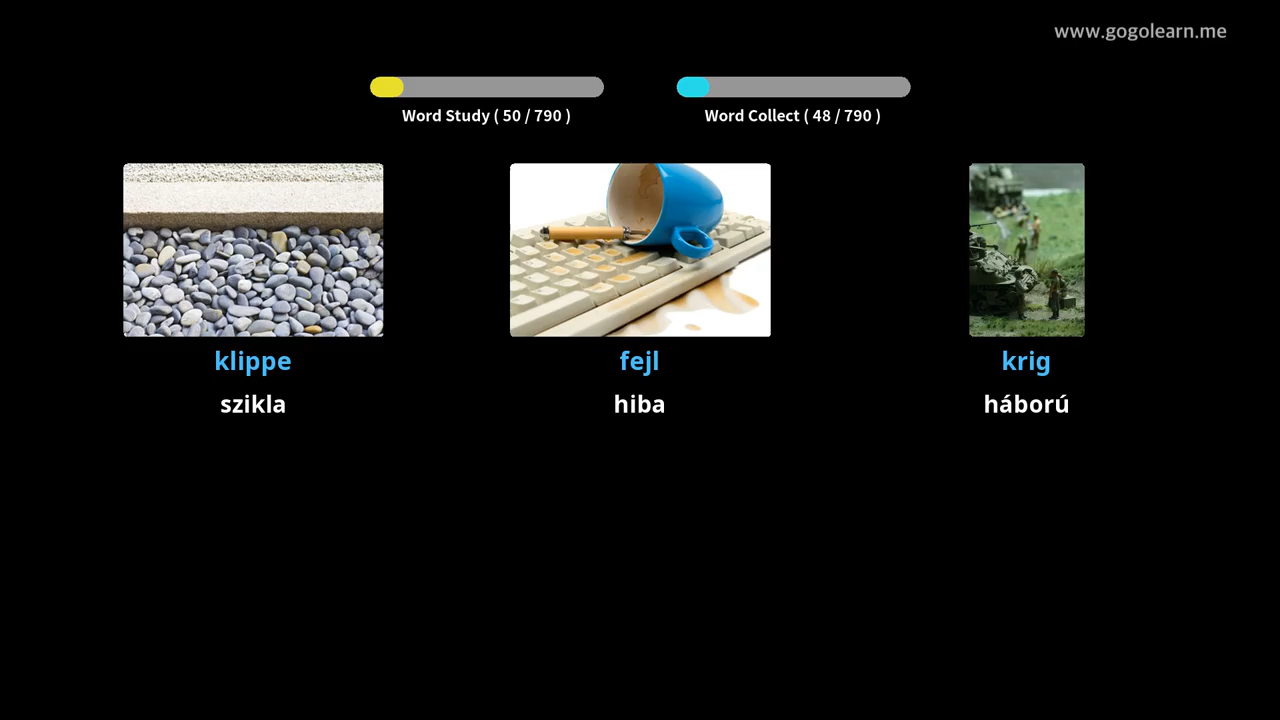 www.gogolearn.me
Word Study ( 50 / 790 )
Word Collect ( 48 / 790 )
klippe
szikla
fejl
hiba
krig
háború